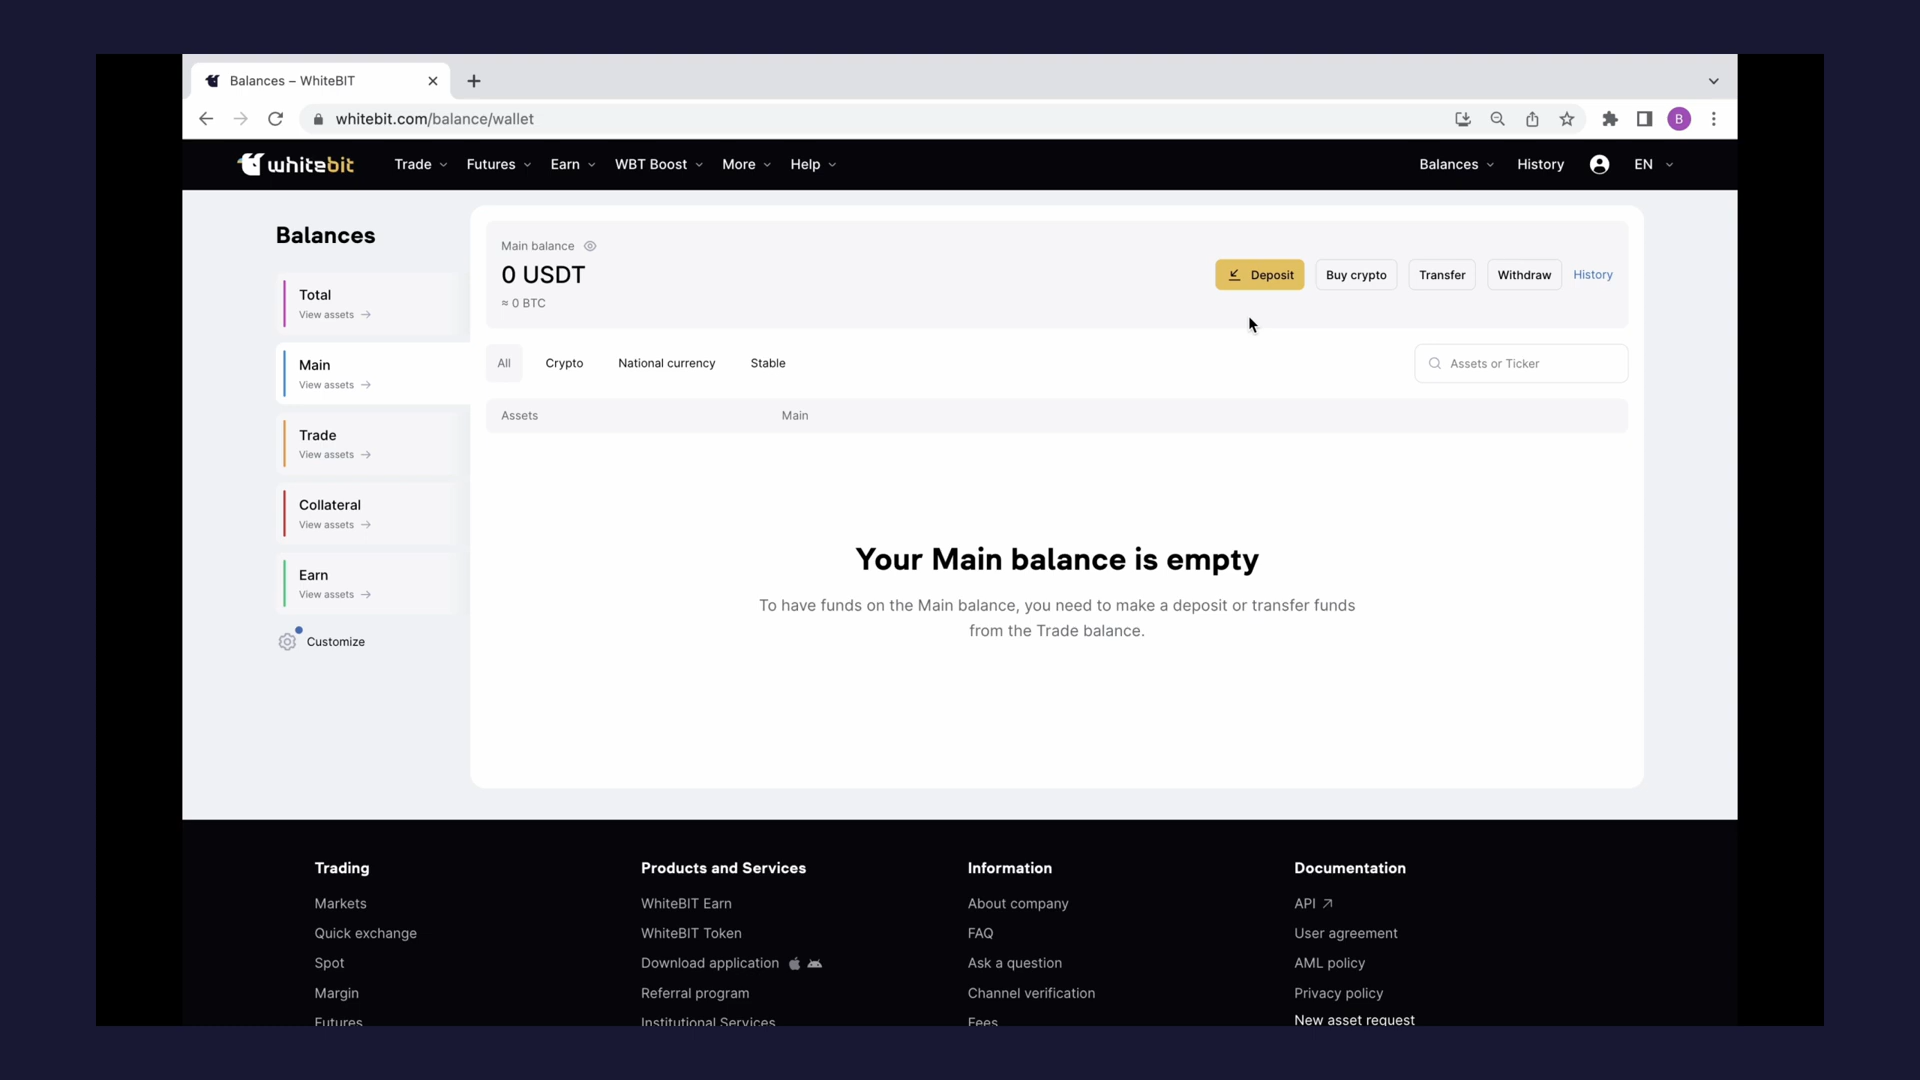 Balances – WhiteBIT
whitebit.com/balance/wallet
B
whitebit
Trade
Futures
Earn
WBT Boost
More
Help
Balances
History
EN
Balances
Total
View assets
Main
View assets
Trade
View assets
Collateral
View assets
Earn
View assets
Customize
Main balance
0 USDT
≈ 0 BTC
Deposit
Buy crypto
Transfer
Withdraw
History
All
Crypto
National currency
Stable
Assets or Ticker
Assets
Main
Your Main balance is empty
To have funds on the Main balance, you need to make a deposit or transfer funds
from the Trade balance.
Trading
Markets
Quick exchange
Spot
Margin
Futures
Products and Services
WhiteBIT Earn
WhiteBIT Token
Download application
Referral program
Institutional Services
Information
About company
FAQ
Ask a question
Channel verification
Fees
Documentation
API
User agreement
AML policy
Privacy policy
New asset request